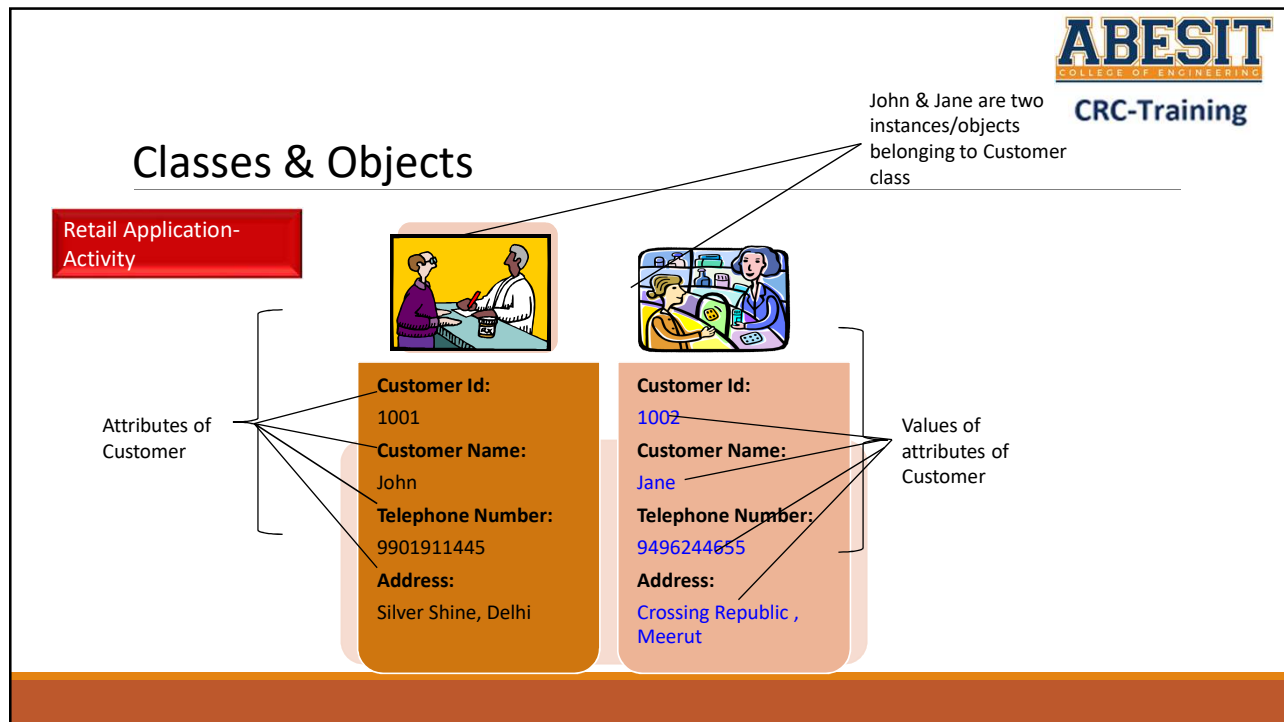 ABESIT
COLLEGE OF ENGINEERING
CRC-Training
John & Jane are two
instances/objects
belonging to Customer
class
Classes & Objects
Retail Application-
Activity
Attributes of
Customer
Customer Id:
1001
Customer Name:
John
Telephone Number:
9901911445
Address:
Silver Shine, Delhi
Customer Id:
1002
Customer Name:
Jane
Telephone Number:
9496244655
Address:
Crossing Republic ,
Meerut
Values of
attributes of
Customer